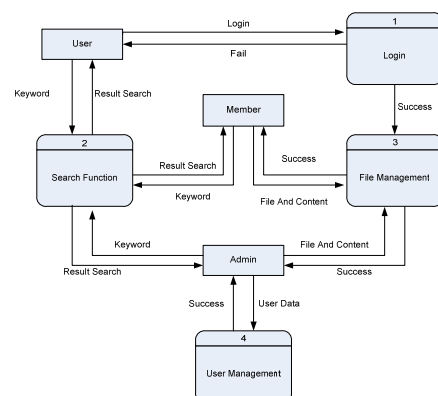 Login
1
User
Fail
Login
Keyword
Result Search
Member
Success
2
3
Result Search
Success
Search Function
File Management
Keyword
File And Content
Keyword
File And Content
Admin
Result Search
Success
Success
User Data
4
User Management